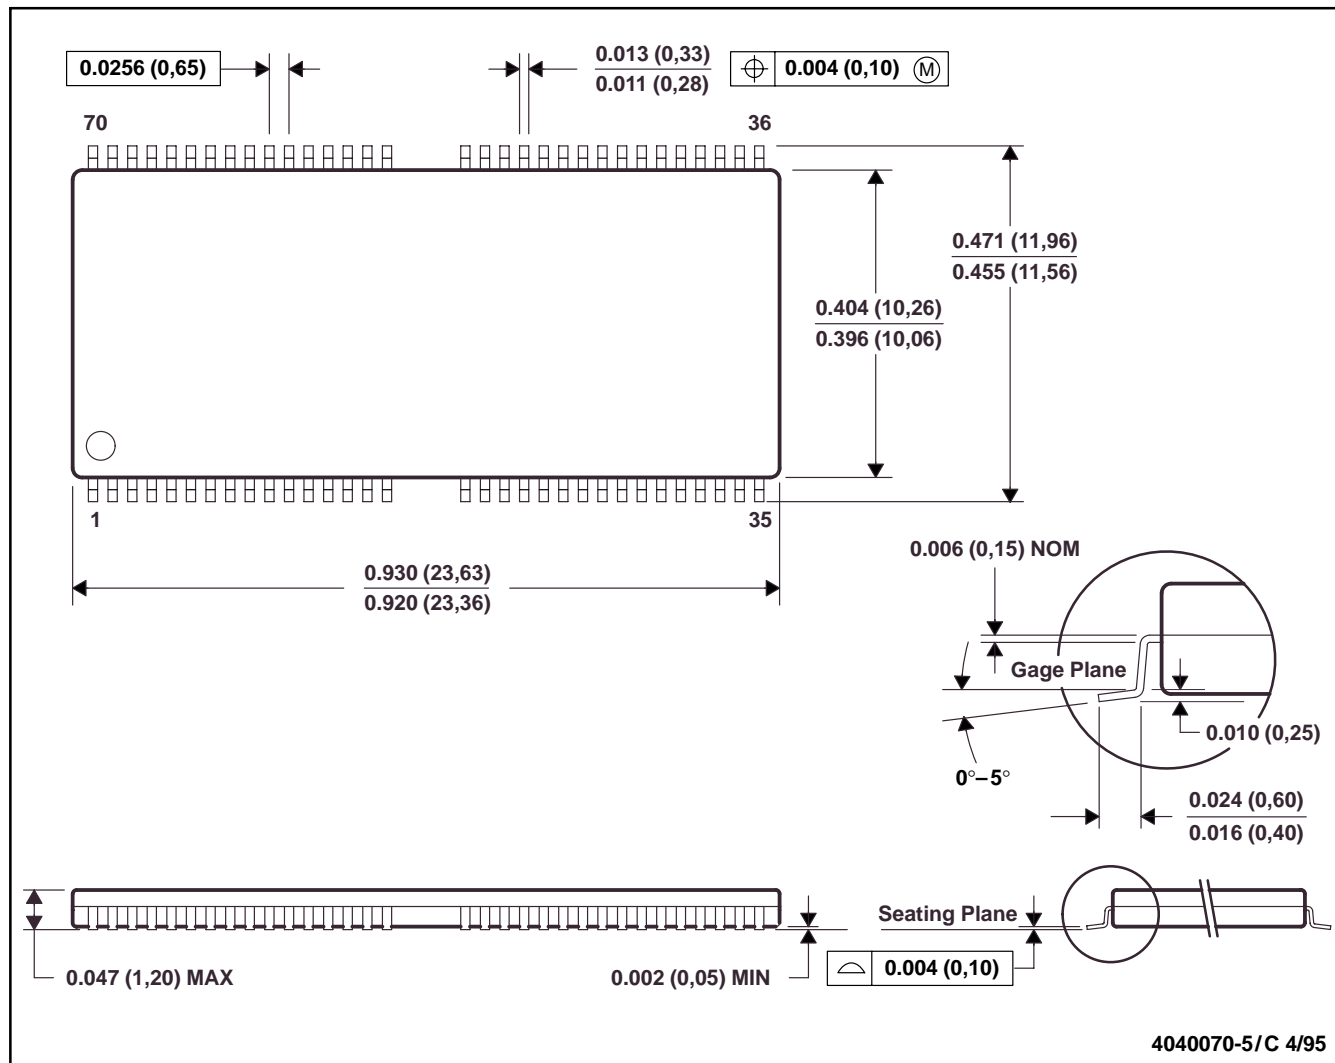 0.0256 (0,65)
0.013 (0,33)
0.011 (0,28)
0.004 (0,10) M
70
36
0.471 (11,96)
0.455 (11,56)
0.404 (10,26)
0.396 (10,06)
1
35
0.930 (23,63)
0.920 (23,36)
0.006 (0,15) NOM
Gage Plane
0.010 (0,25)
0°–5°
0.024 (0,60)
0.016 (0,40)
Seating Plane
0.047 (1,20) MAX
0.002 (0,05) MIN
0.004 (0,10)
4040070-5/C 4/95